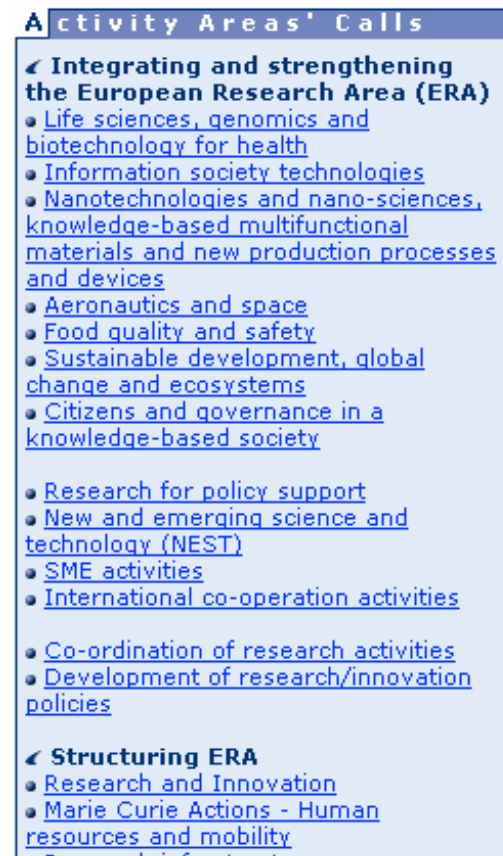 Activity Areas' Calls
Integrating and strengthening
the European Research Area (ERA)
Life sciences, genomics and
biotechnology for health
Information society technologies
Nanotechnologies and nano-sciences,
knowledge-based multifunctional
materials and new production processes
and devices
Aeronautics and space
Food quality and safety
Sustainable development, global
change and ecosystems
Citizens and governance in a
knowledge-based society
Research for policy support
New and emerging science and
technology (NEST)
SME activities
International co-operation activities
Co-ordination of research activities
Development of research/innovation
policies
Structuring ERA
Research and Innovation
Marie Curie Actions - Human
resources and mobility